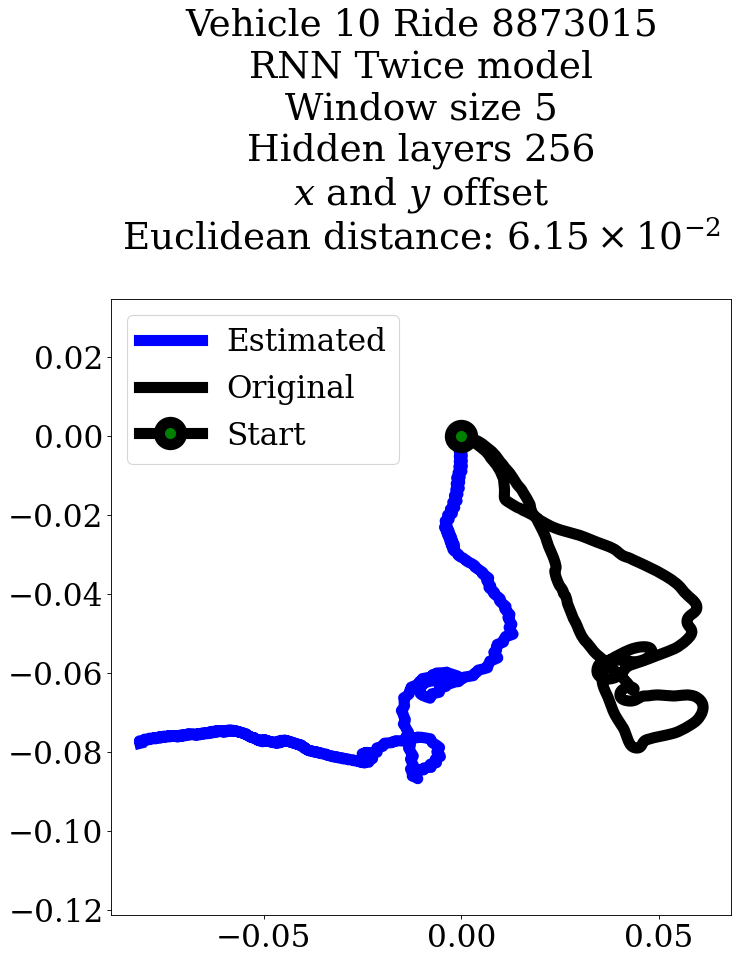 Vehicle 10 Ride 8873015
RNN Twice model
Window size 5
Hidden layers 256
x and y offset
Euclidean distance: 6.15 × 10⁻²
Estimated
Original
Start
0.02
0.00
−0.02
−0.04
−0.06
−0.08
−0.10
−0.12
−0.05 0.00 0.05